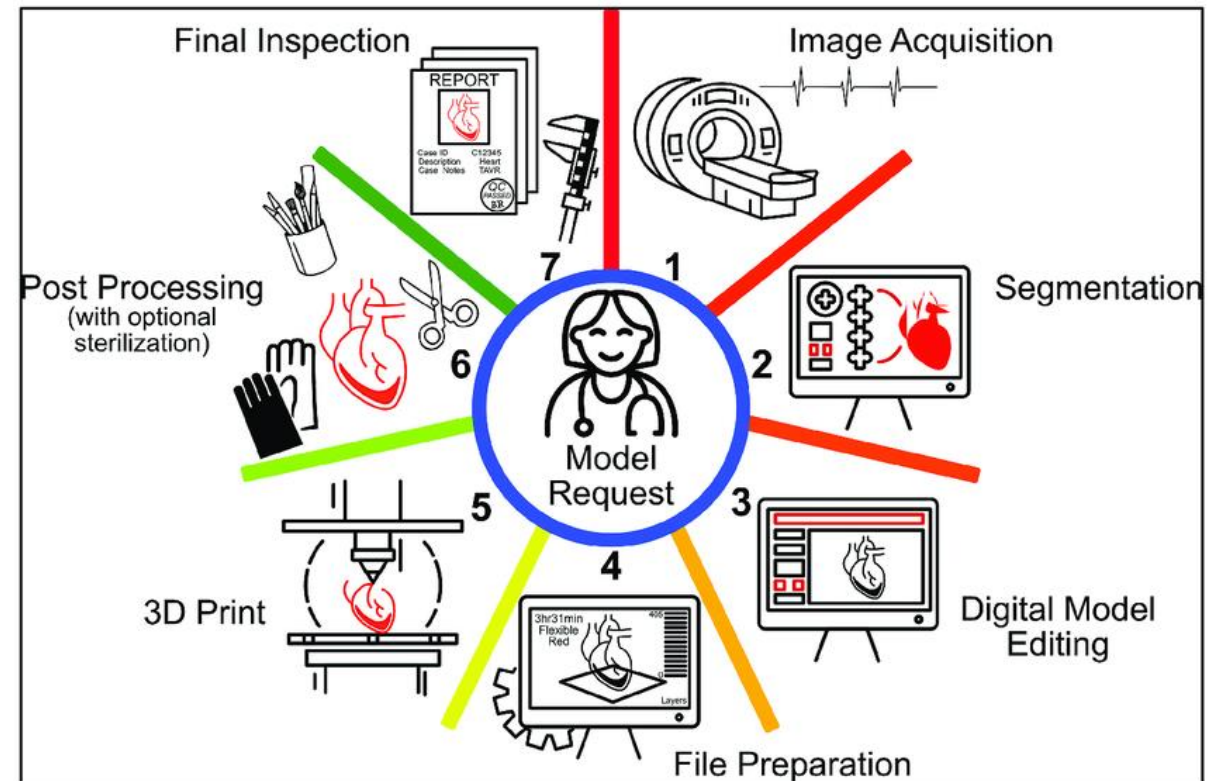 Final Inspection
REPORT
Case ID C12345
Description Heart
Case Notes TAVR
QC
PASSED
BR
Image Acquisition
Segmentation
Digital Model
Editing
File Preparation
3hr31min
Flexible
Red
405
0
Layers
3D Print
Post Processing
(with optional
sterilization)
Model
Request
1
2
3
4
5
6
7